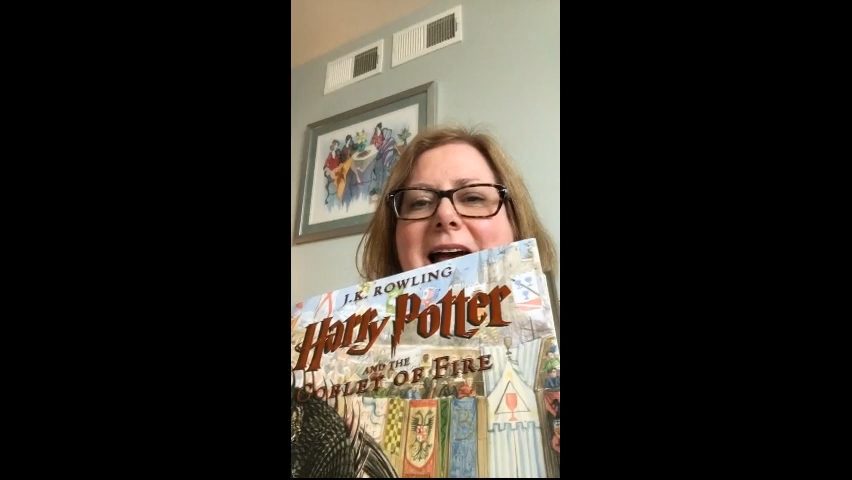 J.K. ROWLING
Harry Potter
AND THE
GOBLET OF FIRE